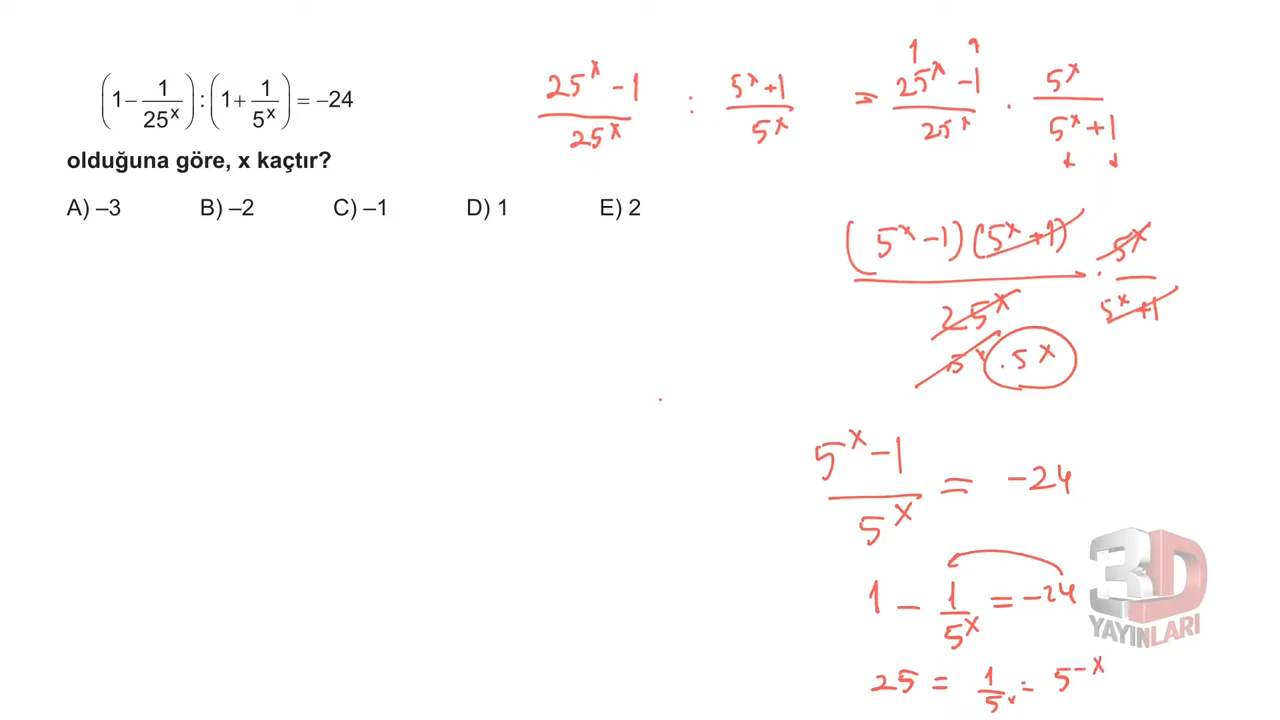 (1 − 1/25^x) : (1 + 1/5^x) = −24
olduğuna göre, x kaçtır?
A) –3 B) –2 C) –1 D) 1 E) 2
25^x − 1 / 25^x : 5^x + 1 / 5^x = 25^x − 1 / 25^x · 5^x / 5^x + 1
(5^x − 1)(5^x + 1) / 25^x · 5^x / 5^x + 1
5^x · 5^x
5^x − 1 / 5^x = −24
1 − 1/5^x = −24
25 = 1/5^x = 5^−x
3D
YAYINLARI